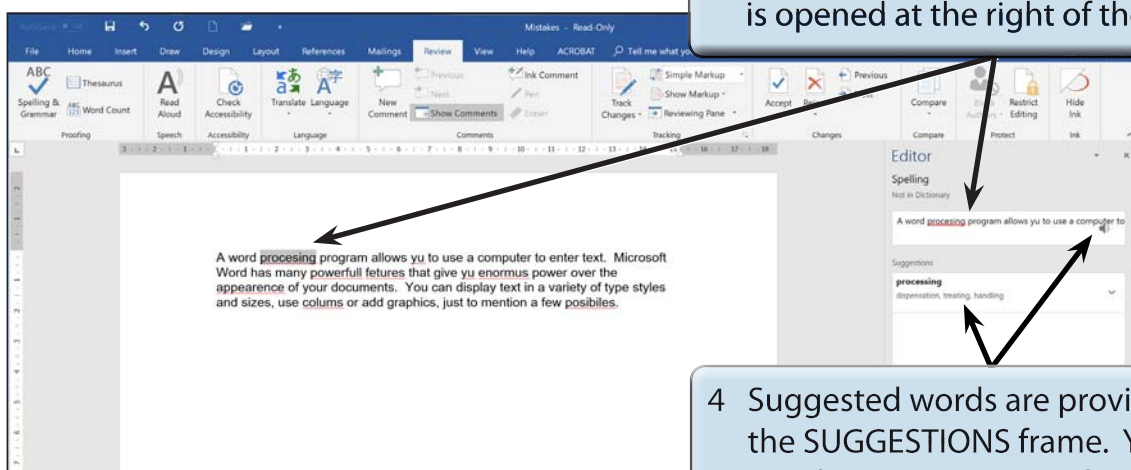 is opened at the right of the
Mistakes - Read-Only
File Home Insert Draw Design Layout References Mailings Review View Help ACROBAT Tell me what you
ABC Spelling & Grammar
Thesaurus
Word Count
Read Aloud
Check Accessibility
Translate Language
New Comment
Previous
Next
Show Comments
Ink Comment
Pen
Eraser
Track Changes
Simple Markup
Show Markup
Reviewing Pane
Accept
Previous
Compare
Restrict Editing
Hide Ink
Proofing Speech Accessibility Language Comments Tracking Changes Compare Protect Ink
Editor
Spelling
Not in Dictionary
A word procesing program allows yu to use a computer to
Suggestions
processing
dispensation, treating, handling
A word procesing program allows yu to use a computer to enter text. Microsoft
Word has many powerfull fetures that give yu enormus power over the
appearence of your documents. You can display text in a variety of type styles
and sizes, use colums or add graphics, just to mention a few posibiles.
4 Suggested words are provi
the SUGGESTIONS frame. Y